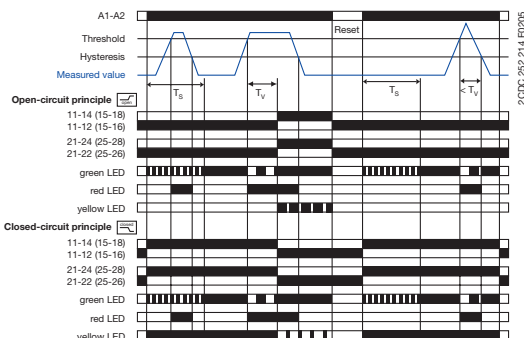 A1-A2
Reset
Threshold
Hysteresis
Measured value
TS
TV
TS
< TV
2CDC 252 214 F0205
Open-circuit principle open
11-14 (15-18)
11-12 (15-16)
21-24 (25-28)
21-22 (25-26)
green LED
red LED
yellow LED
Closed-circuit principle closed
11-14 (15-18)
11-12 (15-16)
21-24 (25-28)
21-22 (25-26)
green LED
red LED
yellow LED